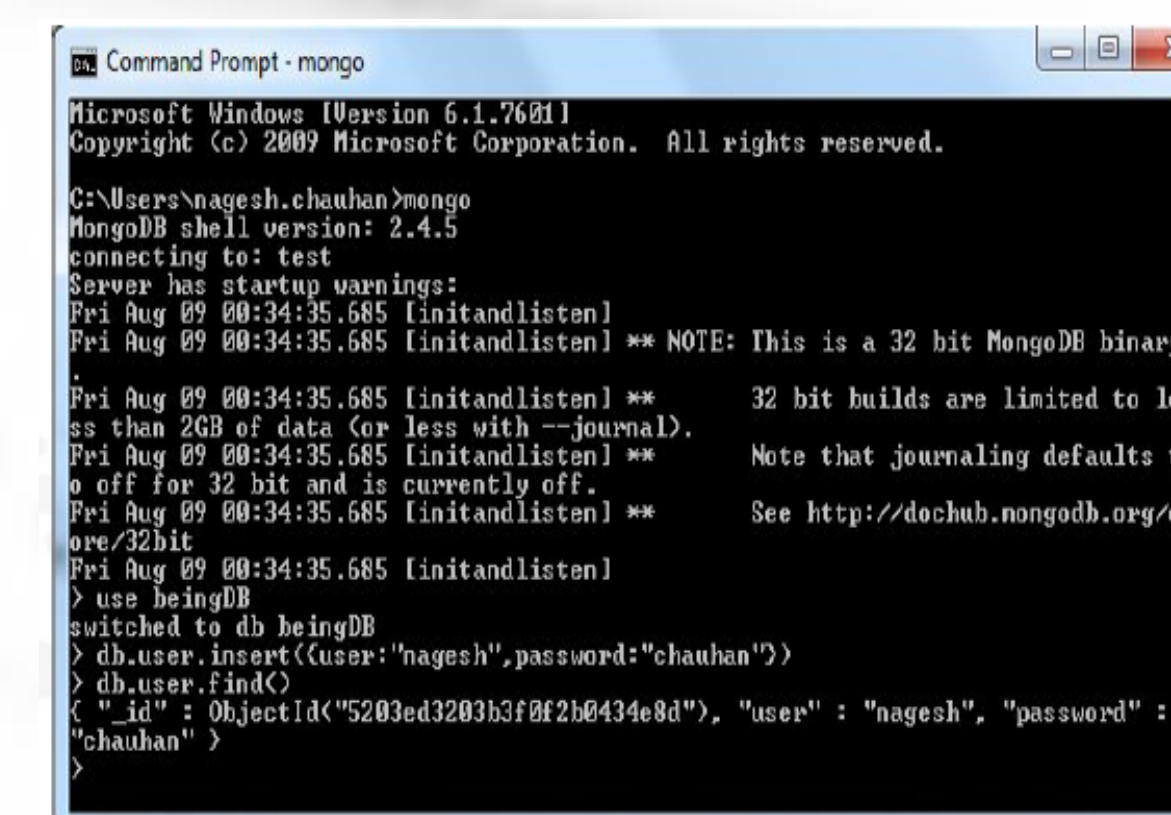 Command Prompt - mongo
Microsoft Windows [Version 6.1.7601]
Copyright (c) 2009 Microsoft Corporation.  All rights reserved.
C:\Users\nagesh.chauhan>mongo
MongoDB shell version: 2.4.5
connecting to: test
Server has startup warnings:
Fri Aug 09 00:34:35.685 [initandlisten]
Fri Aug 09 00:34:35.685 [initandlisten] ** NOTE: This is a 32 bit MongoDB binar
.
Fri Aug 09 00:34:35.685 [initandlisten] **       32 bit builds are limited to l
ss than 2GB of data (or less with --journal).
Fri Aug 09 00:34:35.685 [initandlisten] **       Note that journaling defaults
o off for 32 bit and is currently off.
Fri Aug 09 00:34:35.685 [initandlisten] **       See http://dochub.mongodb.org/
ore/32bit
Fri Aug 09 00:34:35.685 [initandlisten]
> use beingDB
switched to db beingDB
> db.user.insert({user:"nagesh",password:"chauhan"})
> db.user.find()
{ "_id" : ObjectId("5203ed3203b3f0f2b0434e8d"), "user" : "nagesh", "password" :
"chauhan" }
>